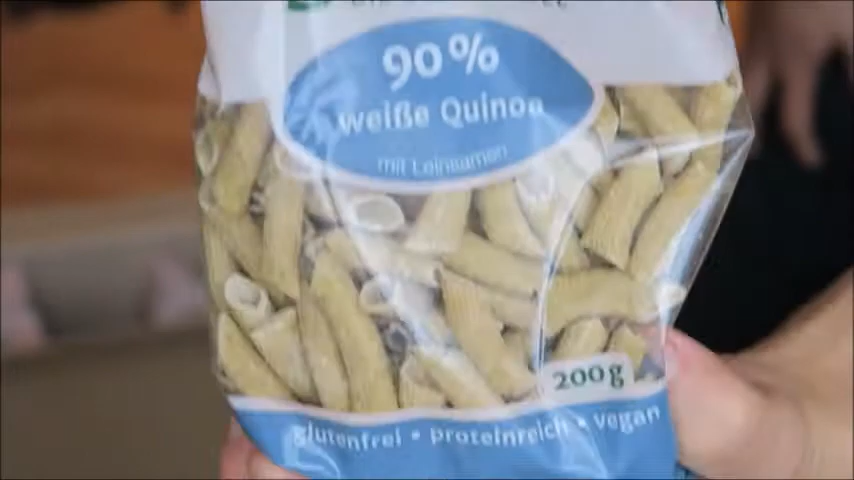 90%
weiße Quinoa
mit Leinsamen
200g
glutenfrei • proteinreich • vegan